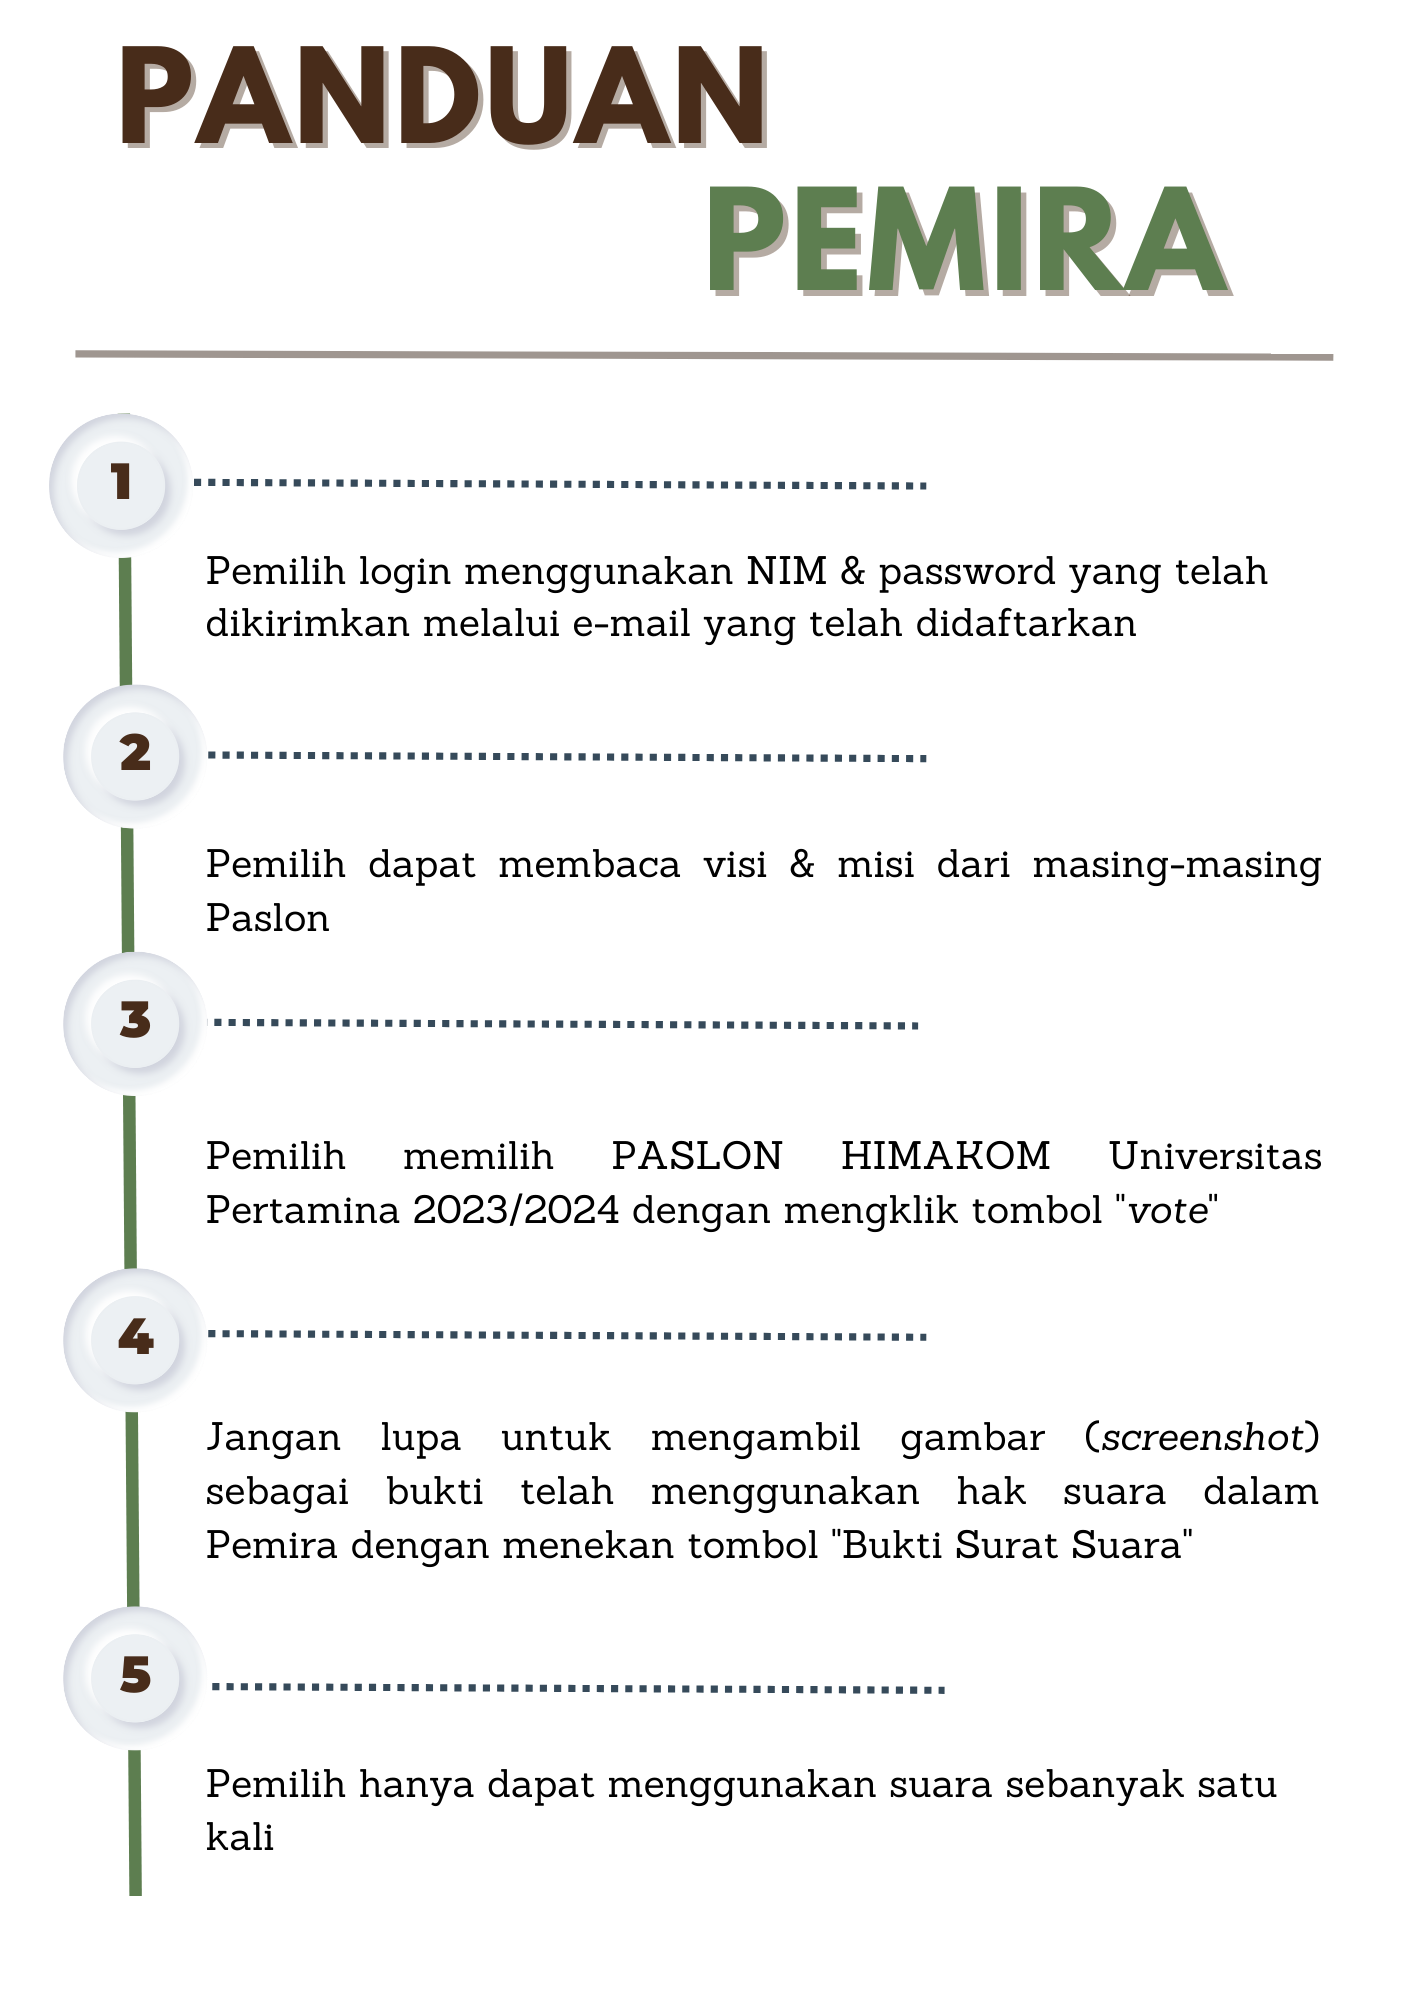 PANDUAN
PEMIRA
1
Pemilih login menggunakan NIM & password yang telah
dikirimkan melalui e-mail yang telah didaftarkan
2
Pemilih dapat membaca visi & misi dari masing-masing
Paslon
3
Pemilih memilih PASLON HIMAKOM Universitas
Pertamina 2023/2024 dengan mengklik tombol "vote"
4
Jangan lupa untuk mengambil gambar (screenshot)
sebagai bukti telah menggunakan hak suara dalam
Pemira dengan menekan tombol "Bukti Surat Suara"
5
Pemilih hanya dapat menggunakan suara sebanyak satu
kali